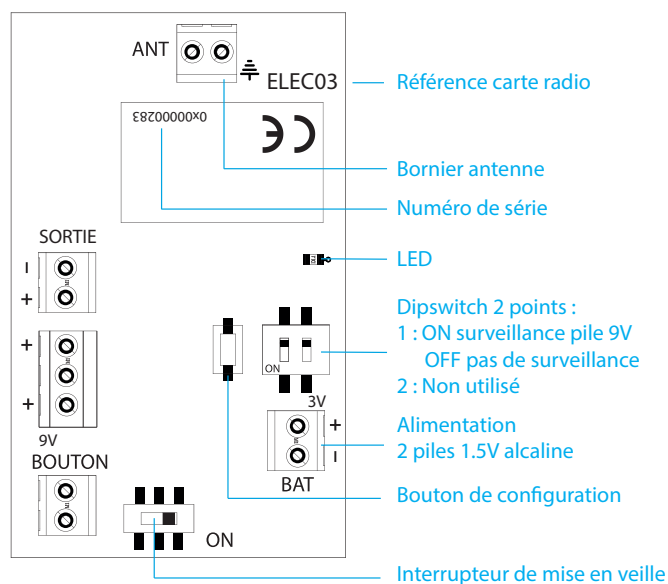 ANT
ELEC03
Référence carte radio
0x00000283
CE
Bornier antenne
Numéro de série
SORTIE
–
+
LED
Dipswitch 2 points :
1 : ON surveillance pile 9V
OFF pas de surveillance
2 : Non utilisé
ON
+
+
9V
3V
+
–
BAT
Alimentation
2 piles 1.5V alcaline
BOUTON
Bouton de configuration
ON
Interrupteur de mise en veille